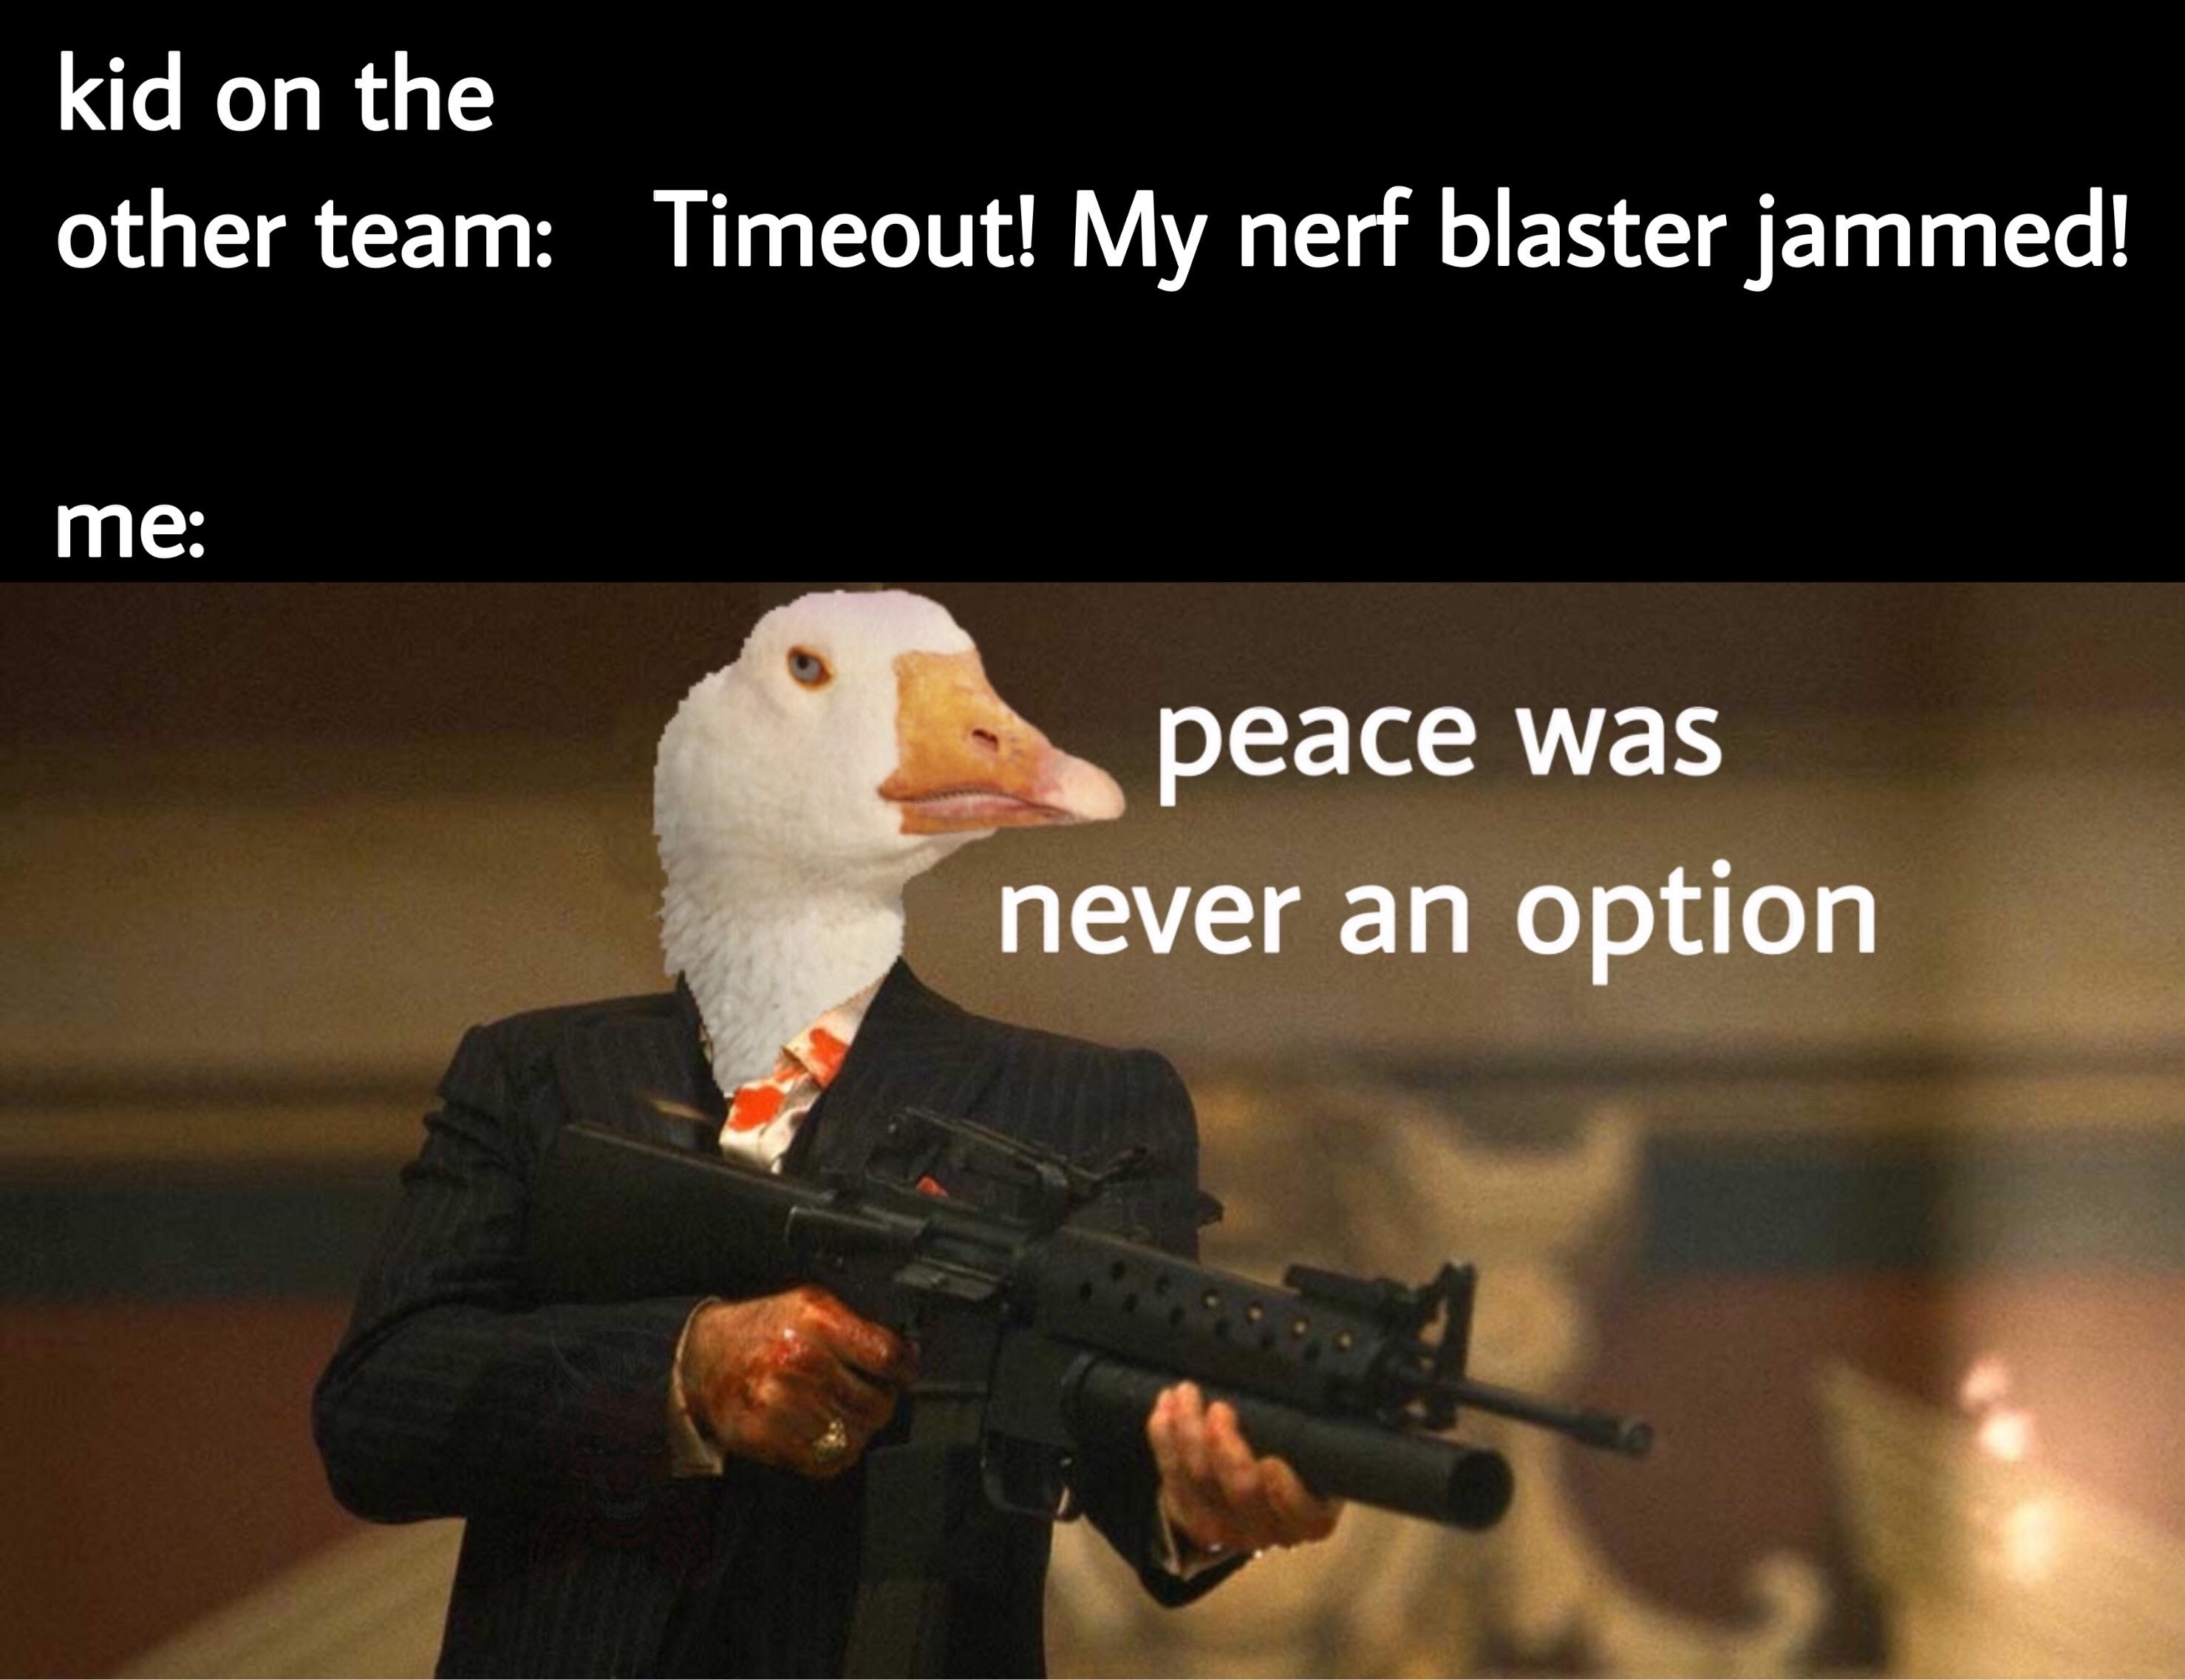 kid on the
other team: Timeout! My nerf blaster jammed!
me:
peace was
never an option